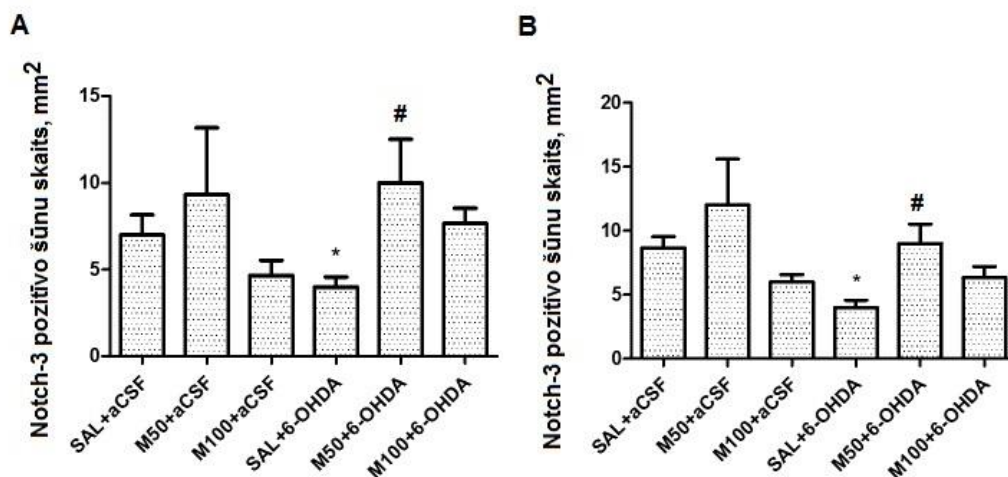 A
Notch-3 pozitīvo šūnu skaits, mm²
15
10
5
0
#
*
SAL+aCSF
M50+aCSF
M100+aCSF
SAL+6-OHDA
M50+6-OHDA
M100+6-OHDA
B
Notch-3 pozitīvo šūnu skaits, mm²
20
15
10
5
0
#
*
SAL+aCSF
M50+aCSF
M100+aCSF
SAL+6-OHDA
M50+6-OHDA
M100+6-OHDA